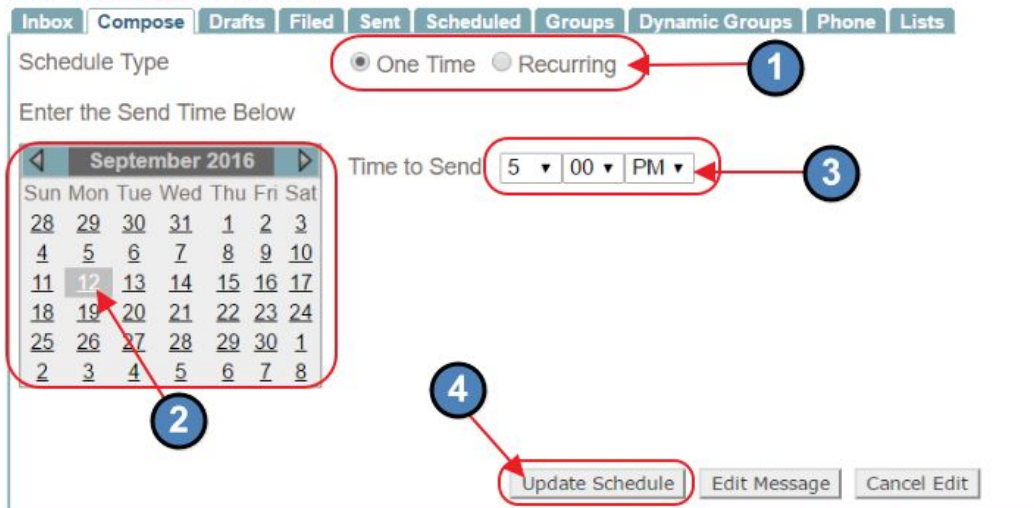 Inbox Compose Drafts Filed Sent Scheduled Groups Dynamic Groups Phone Lists
Schedule Type One Time Recurring 1
Enter the Send Time Below
September 2016
Time to Send 5 00 PM 3
Sun Mon Tue Wed Thu Fri Sat
28 29 30 31 1 2 3
4 5 6 7 8 9 10
11 12 13 14 15 16 17
18 19 20 21 22 23 24
25 26 27 28 29 30 1
2 3 4 5 6 7 8
4
2
Update Schedule Edit Message Cancel Edit